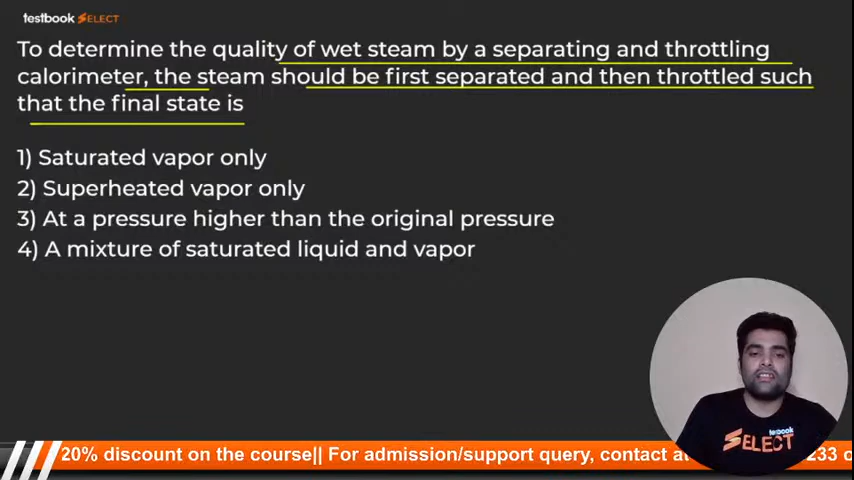 testbook SELECT
To determine the quality of wet steam by a separating and throttling
calorimeter, the steam should be first separated and then throttled such
that the final state is
1) Saturated vapor only
2) Superheated vapor only
3) At a pressure higher than the original pressure
4) A mixture of saturated liquid and vapor
testbook
SELECT
20% discount on the course|| For admission/support query, contact at 233